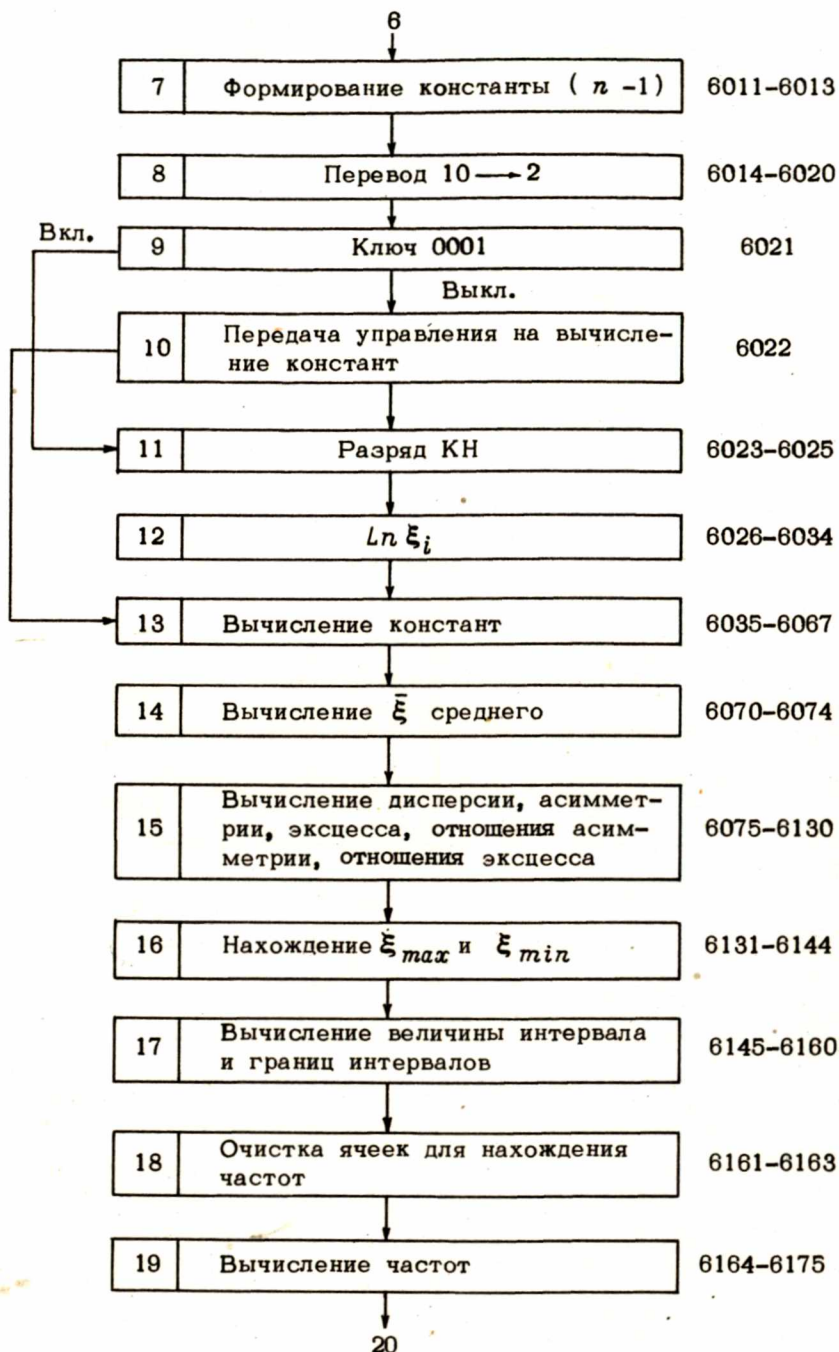 6
7 Формирование константы ( n -1) 6011-6013
8 Перевод 10 → 2 6014-6020
Вкл.
9 Ключ 0001 6021
Выкл.
10 Передача управления на вычисле-
ние констант 6022
11 Разряд КН 6023-6025
12 Ln ξi 6026-6034
13 Вычисление констант 6035-6067
14 Вычисление ξ̄ среднего 6070-6074
15 Вычисление дисперсии, асиммет-
рии, эксцесса, отношения асим-
метрии, отношения эксцесса 6075-6130
16 Нахождение ξmax и ξmin 6131-6144
17 Вычисление величины интервала
и границ интервалов 6145-6160
18 Очистка ячеек для нахождения
частот 6161-6163
19 Вычисление частот 6164-6175
20